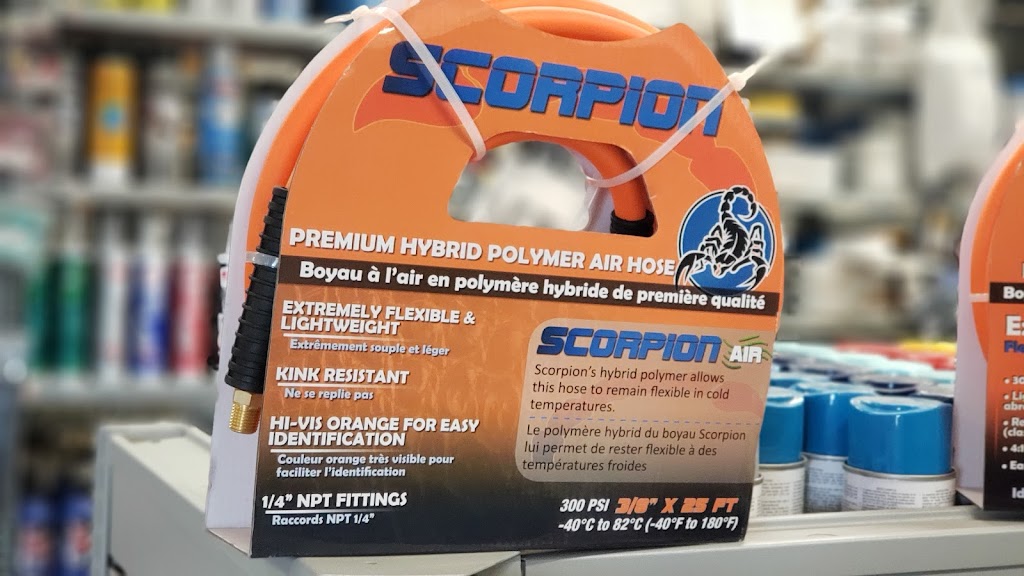 SCORPION
PREMIUM HYBRID POLYMER AIR HOSE
Boyau à l'air en polymère hybride de première qualité
EXTREMELY FLEXIBLE &
LIGHTWEIGHT
Extrêmement souple et léger
KINK RESISTANT
Ne se replie pas
HI-VIS ORANGE FOR EASY
IDENTIFICATION
Couleur orange très visible pour
faciliter l'identification
1/4" NPT FITTINGS
Raccords NPT 1/4"
SCORPION AIR
Scorpion's hybrid polymer allows
this hose to remain flexible in cold
temperatures.
Le polymère hybrid du boyau Scorpion
lui permet de rester flexible à des
températures froides
300 PSI 3/8" X 25 FT
-40°C to 82°C (-40°F to 180°F)
Bo